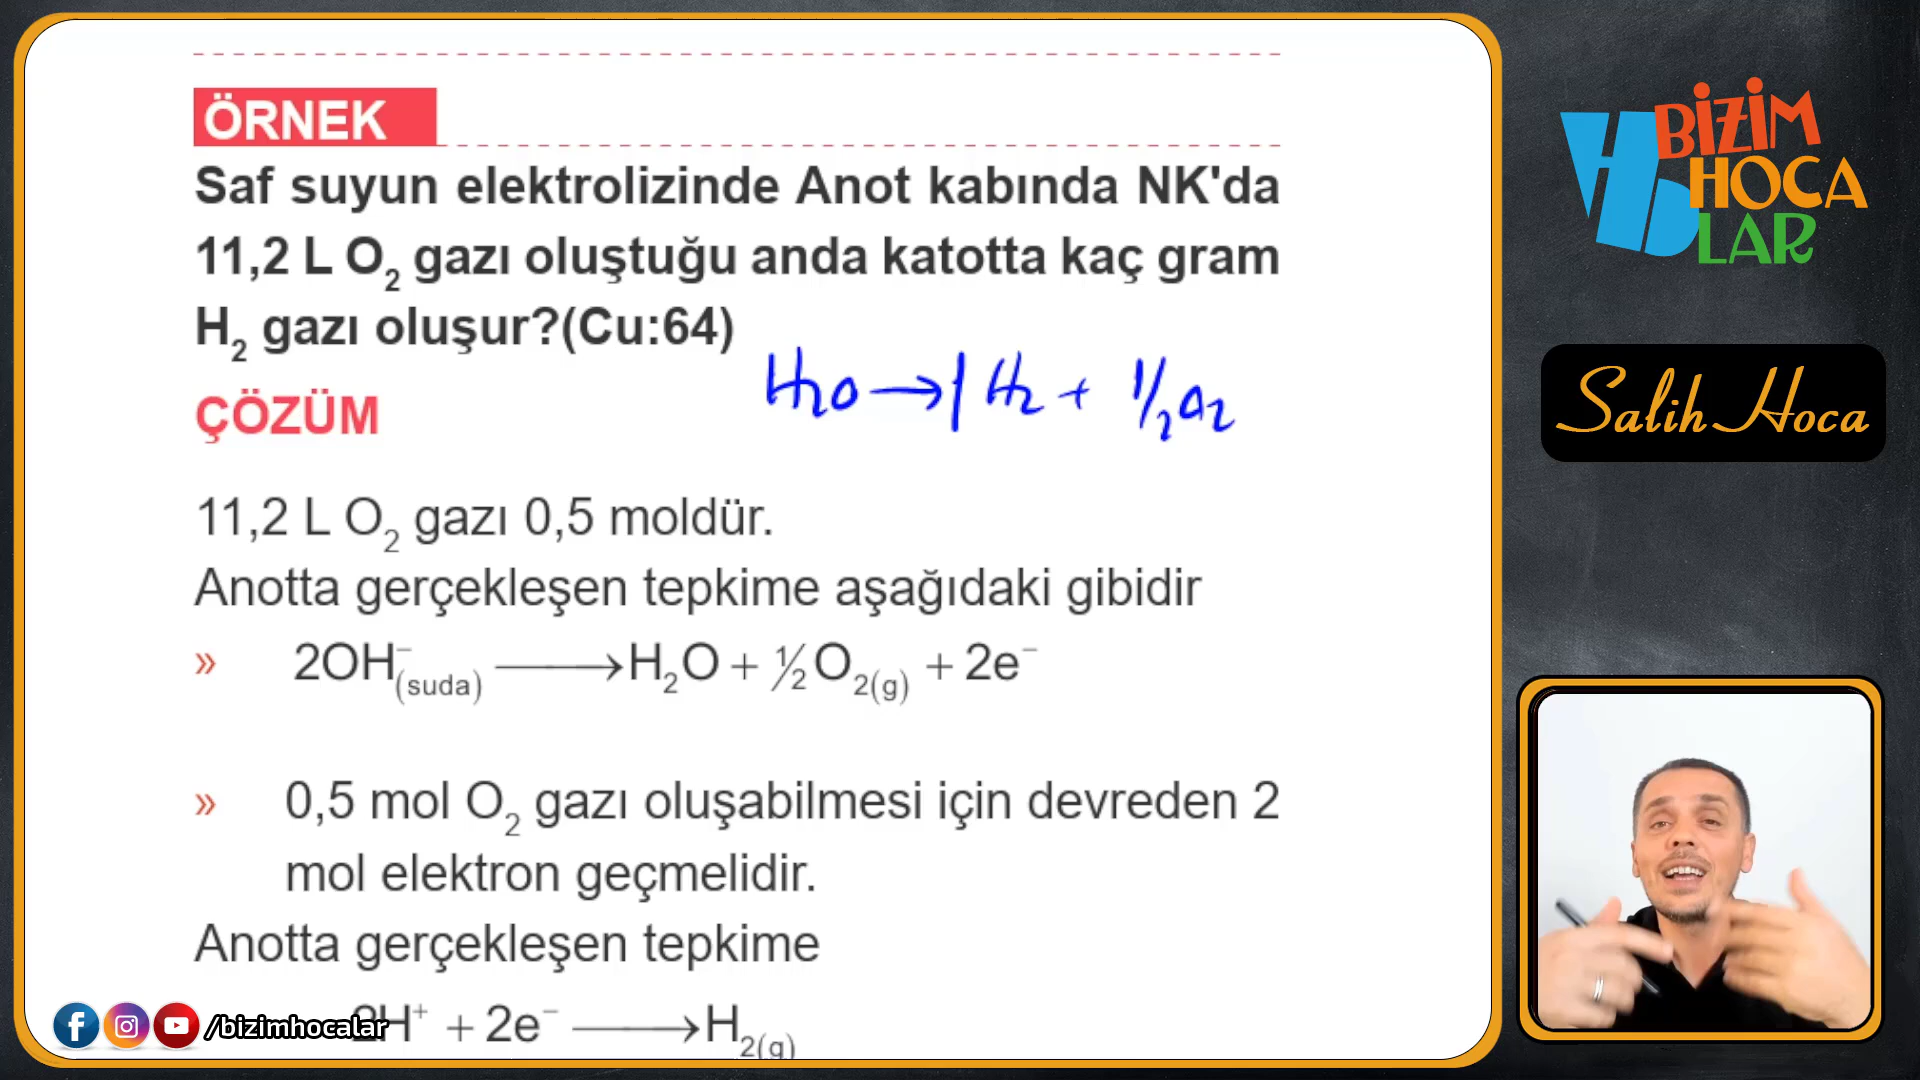 ÖRNEK
Saf suyun elektrolizinde Anot kabında NK'da
11,2 L O₂ gazı oluştuğu anda katotta kaç gram
H₂ gazı oluşur?(Cu:64)
H₂O → 1 H₂ + 1/2 O₂
ÇÖZÜM
11,2 L O₂ gazı 0,5 moldür.
Anotta gerçekleşen tepkime aşağıdaki gibidir
» 2OH⁻(suda) ⟶ H₂O + ½ O₂(g) + 2e⁻
» 0,5 mol O₂ gazı oluşabilmesi için devreden 2
mol elektron geçmelidir.
Anotta gerçekleşen tepkime
2H⁺ + 2e⁻ ⟶ H₂(g)
/bizimhocalar
BİZİM
HOCA
LAR
Salih Hoca